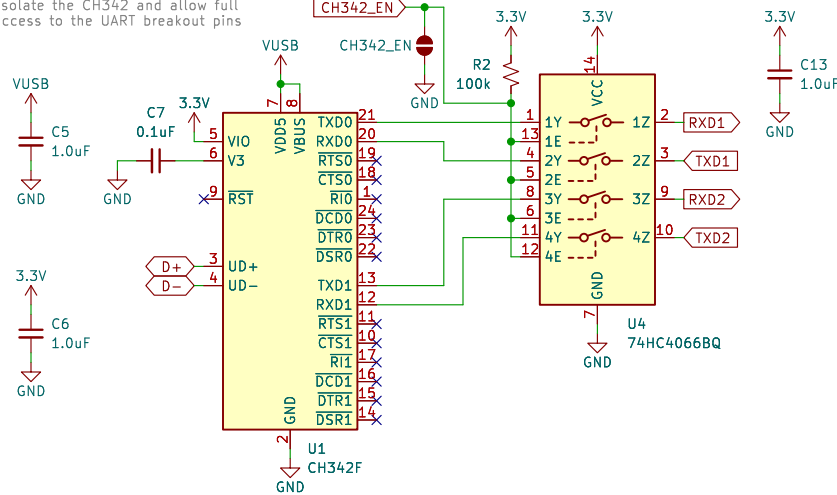 solate the CH342 and allow full
ccess to the UART breakout pins
CH342_EN
CH342_EN
GND
R2
100k
3.3V
3.3V
3.3V
C13
1.0uF
GND
VUSB
C5
1.0uF
GND
C7
0.1uF
GND
3.3V
VUSB
7
8
VDD5
VBUS
5
VIO
6
V3
9
RST
3
UD+
4
UD-
D+
D-
TXD0
21
RXD0
20
RTS0
19
CTS0
18
RI0
1
DCD0
24
DTR0
23
DSR0
22
TXD1
13
RXD1
12
RTS1
11
CTS1
10
RI1
17
DCD1
16
DTR1
15
DSR1
14
GND
2
GND
U1
CH342F
3.3V
C6
1.0uF
GND
14
VCC
1
1Y
1Z
2
RXD1
13
1E
4
2Y
2Z
3
TXD1
5
2E
8
3Y
3Z
9
RXD2
6
3E
11
4Y
4Z
10
TXD2
12
4E
GND
7
GND
U4
74HC4066BQ